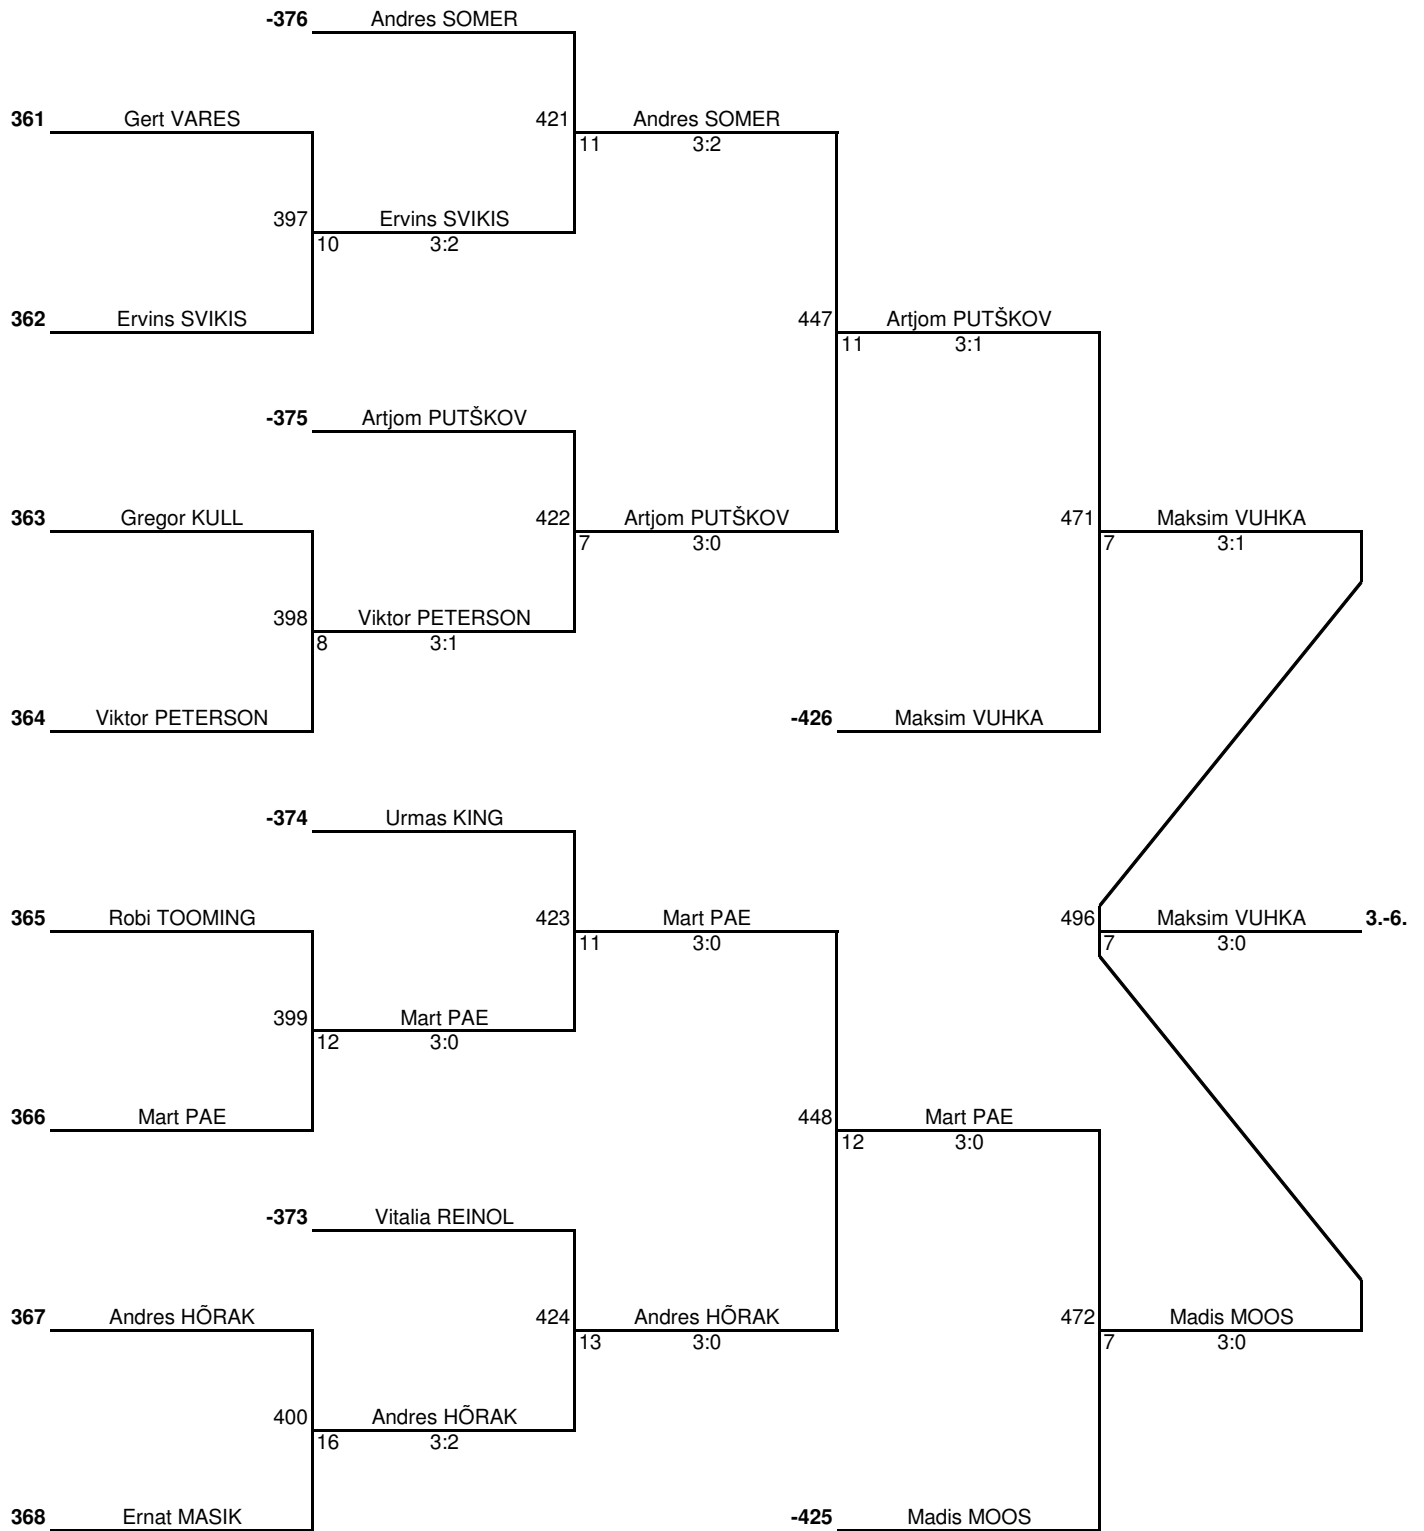 -376 Andres SOMER
361 Gert VARES 421 Andres SOMER
11 3:2
397 Ervins SVIKIS
10 3:2
362 Ervins SVIKIS 447 Artjom PUTŠKOV
11 3:1
-375 Artjom PUTŠKOV
363 Gregor KULL 422 Artjom PUTŠKOV 471 Maksim VUHKA
7 3:0 7 3:1
398 Viktor PETERSON
8 3:1
364 Viktor PETERSON -426 Maksim VUHKA
-374 Urmas KING
365 Robi TOOMING 423 Mart PAE 496 Maksim VUHKA 3.-6.
11 3:0 7 3:0
399 Mart PAE
12 3:0
366 Mart PAE 448 Mart PAE
12 3:0
-373 Vitalia REINOL
367 Andres HÕRAK 424 Andres HÕRAK 472 Madis MOOS
13 3:0 7 3:0
400 Andres HÕRAK
16 3:2
368 Ernat MASIK -425 Madis MOOS